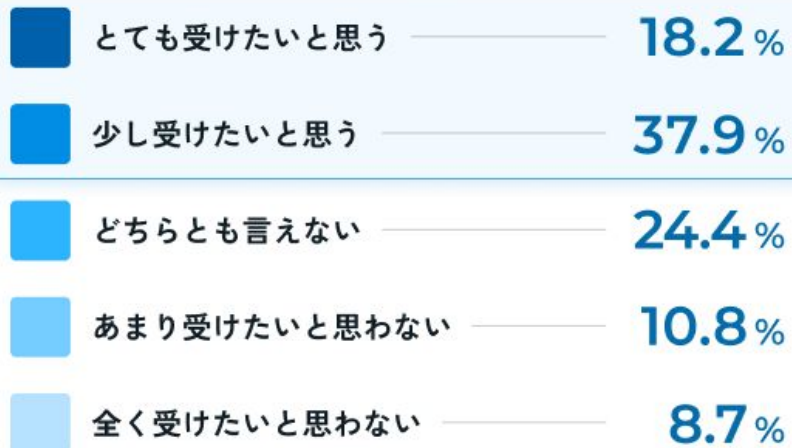 とても受けたいと思う 18.2%
少し受けたいと思う 37.9%
どちらとも言えない 24.4%
あまり受けたいと思わない 10.8%
全く受けたいと思わない 8.7%